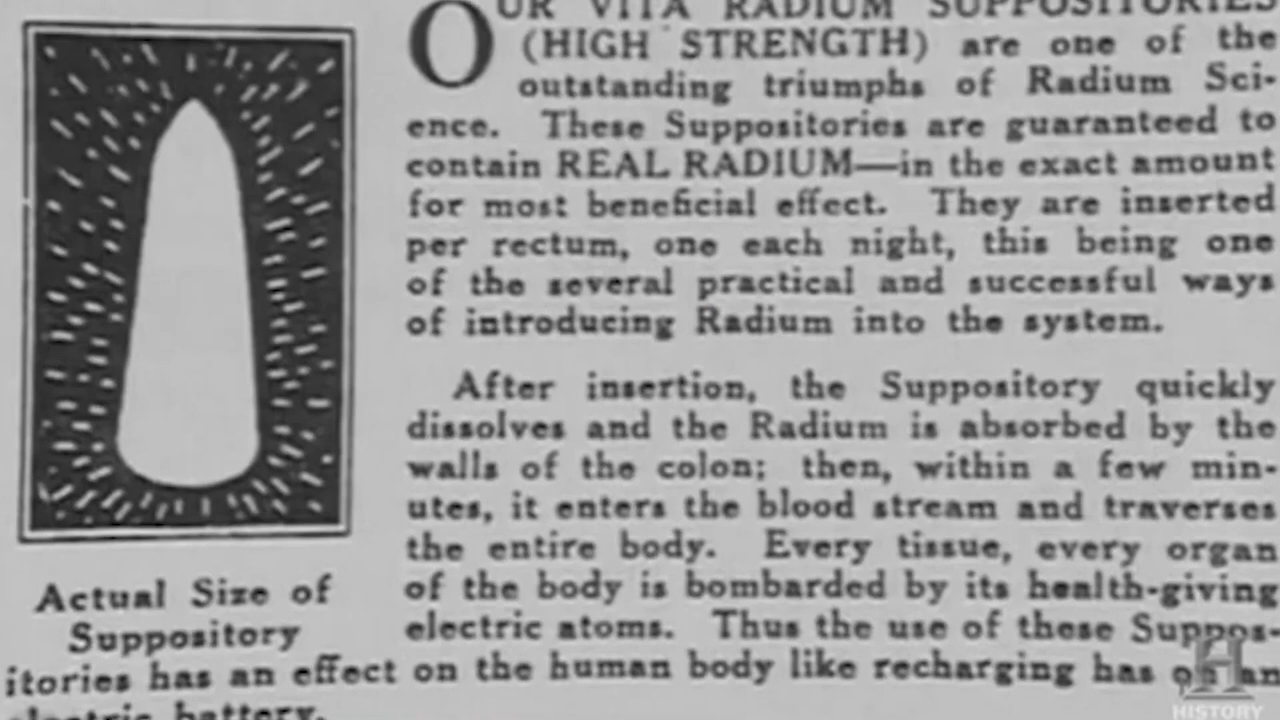 OUR VITA RADIUM SUPPOSITORIES
(HIGH STRENGTH) are one of the
outstanding triumphs of Radium Sci-
ence. These Suppositories are guaranteed to
contain REAL RADIUM—in the exact amount
for most beneficial effect. They are inserted
per rectum, one each night, this being one
of the several practical and successful ways
of introducing Radium into the system.
After insertion, the Suppository quickly
dissolves and the Radium is absorbed by the
walls of the colon; then, within a few min-
utes, it enters the blood stream and traverses
the entire body. Every tissue, every organ
of the body is bombarded by its health-giving
electric atoms. Thus the use of these Suppos-
itories has an effect on the human body like recharging has on an
electric battery.
Actual Size of
Suppository
H
HISTORY